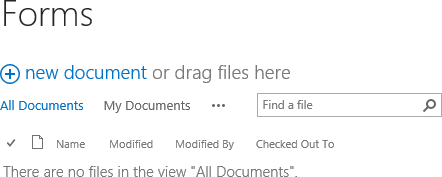 Forms
new document or drag files here
All Documents My Documents ••• Find a file
Name Modified Modified By Checked Out To
There are no files in the view "All Documents".